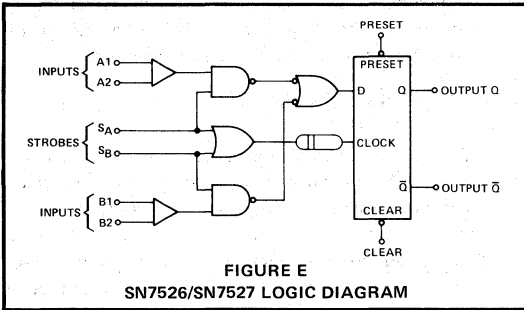 PRESET
PRESET
INPUTS
A1
A2
D
Q
OUTPUT Q
STROBES
SA
SB
CLOCK
INPUTS
B1
B2
Q̅
OUTPUT Q̅
CLEAR
CLEAR
FIGURE E
SN7526/SN7527 LOGIC DIAGRAM